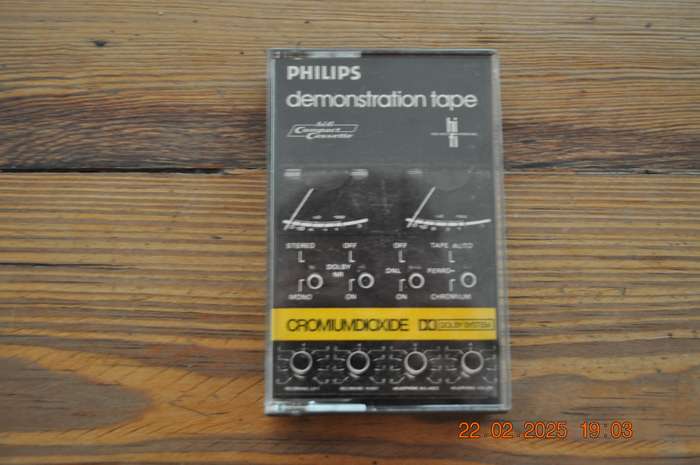 PHILIPS
demonstration tape
Compact
Cassette
hi
fi
STEREO OFF OFF TAPE AUTO
DOLBY
NR
DNL
FERRO
MONO ON ON CHROMIUM
CROMIUMDIOXIDE DOLBY SYSTEM
22.02.2025 19:03